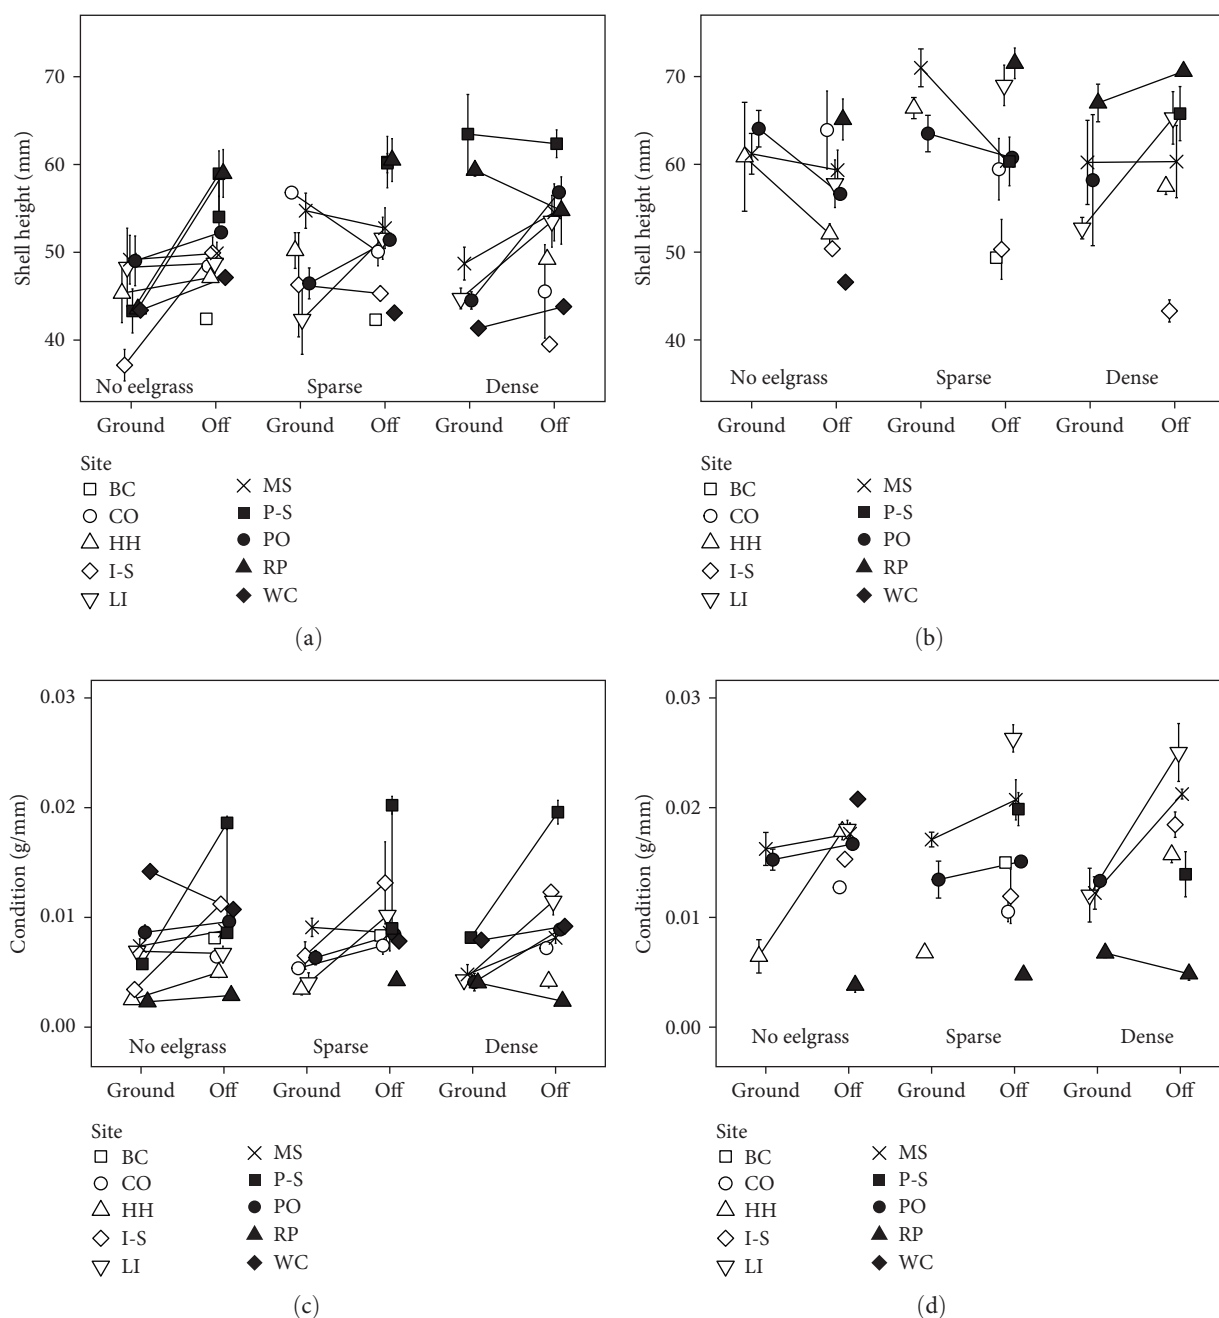 70
60
50
40
Shell height (mm)
No eelgrass Sparse Dense
Ground Off Ground Off Ground Off
Site
BC
CO
HH
I-S
LI
MS
P-S
PO
RP
WC
(a)
70
60
50
40
Shell height (mm)
No eelgrass Sparse Dense
Ground Off Ground Off Ground Off
Site
BC
CO
HH
I-S
LI
MS
P-S
PO
RP
WC
(b)
0.03
0.02
0.01
0.00
Condition (g/mm)
No eelgrass Sparse Dense
Ground Off Ground Off Ground Off
Site
BC
CO
HH
I-S
LI
MS
P-S
PO
RP
WC
(c)
0.03
0.02
0.01
0.00
Condition (g/mm)
No eelgrass Sparse Dense
Ground Off Ground Off Ground Off
Site
BC
CO
HH
I-S
LI
MS
P-S
PO
RP
WC
(d)